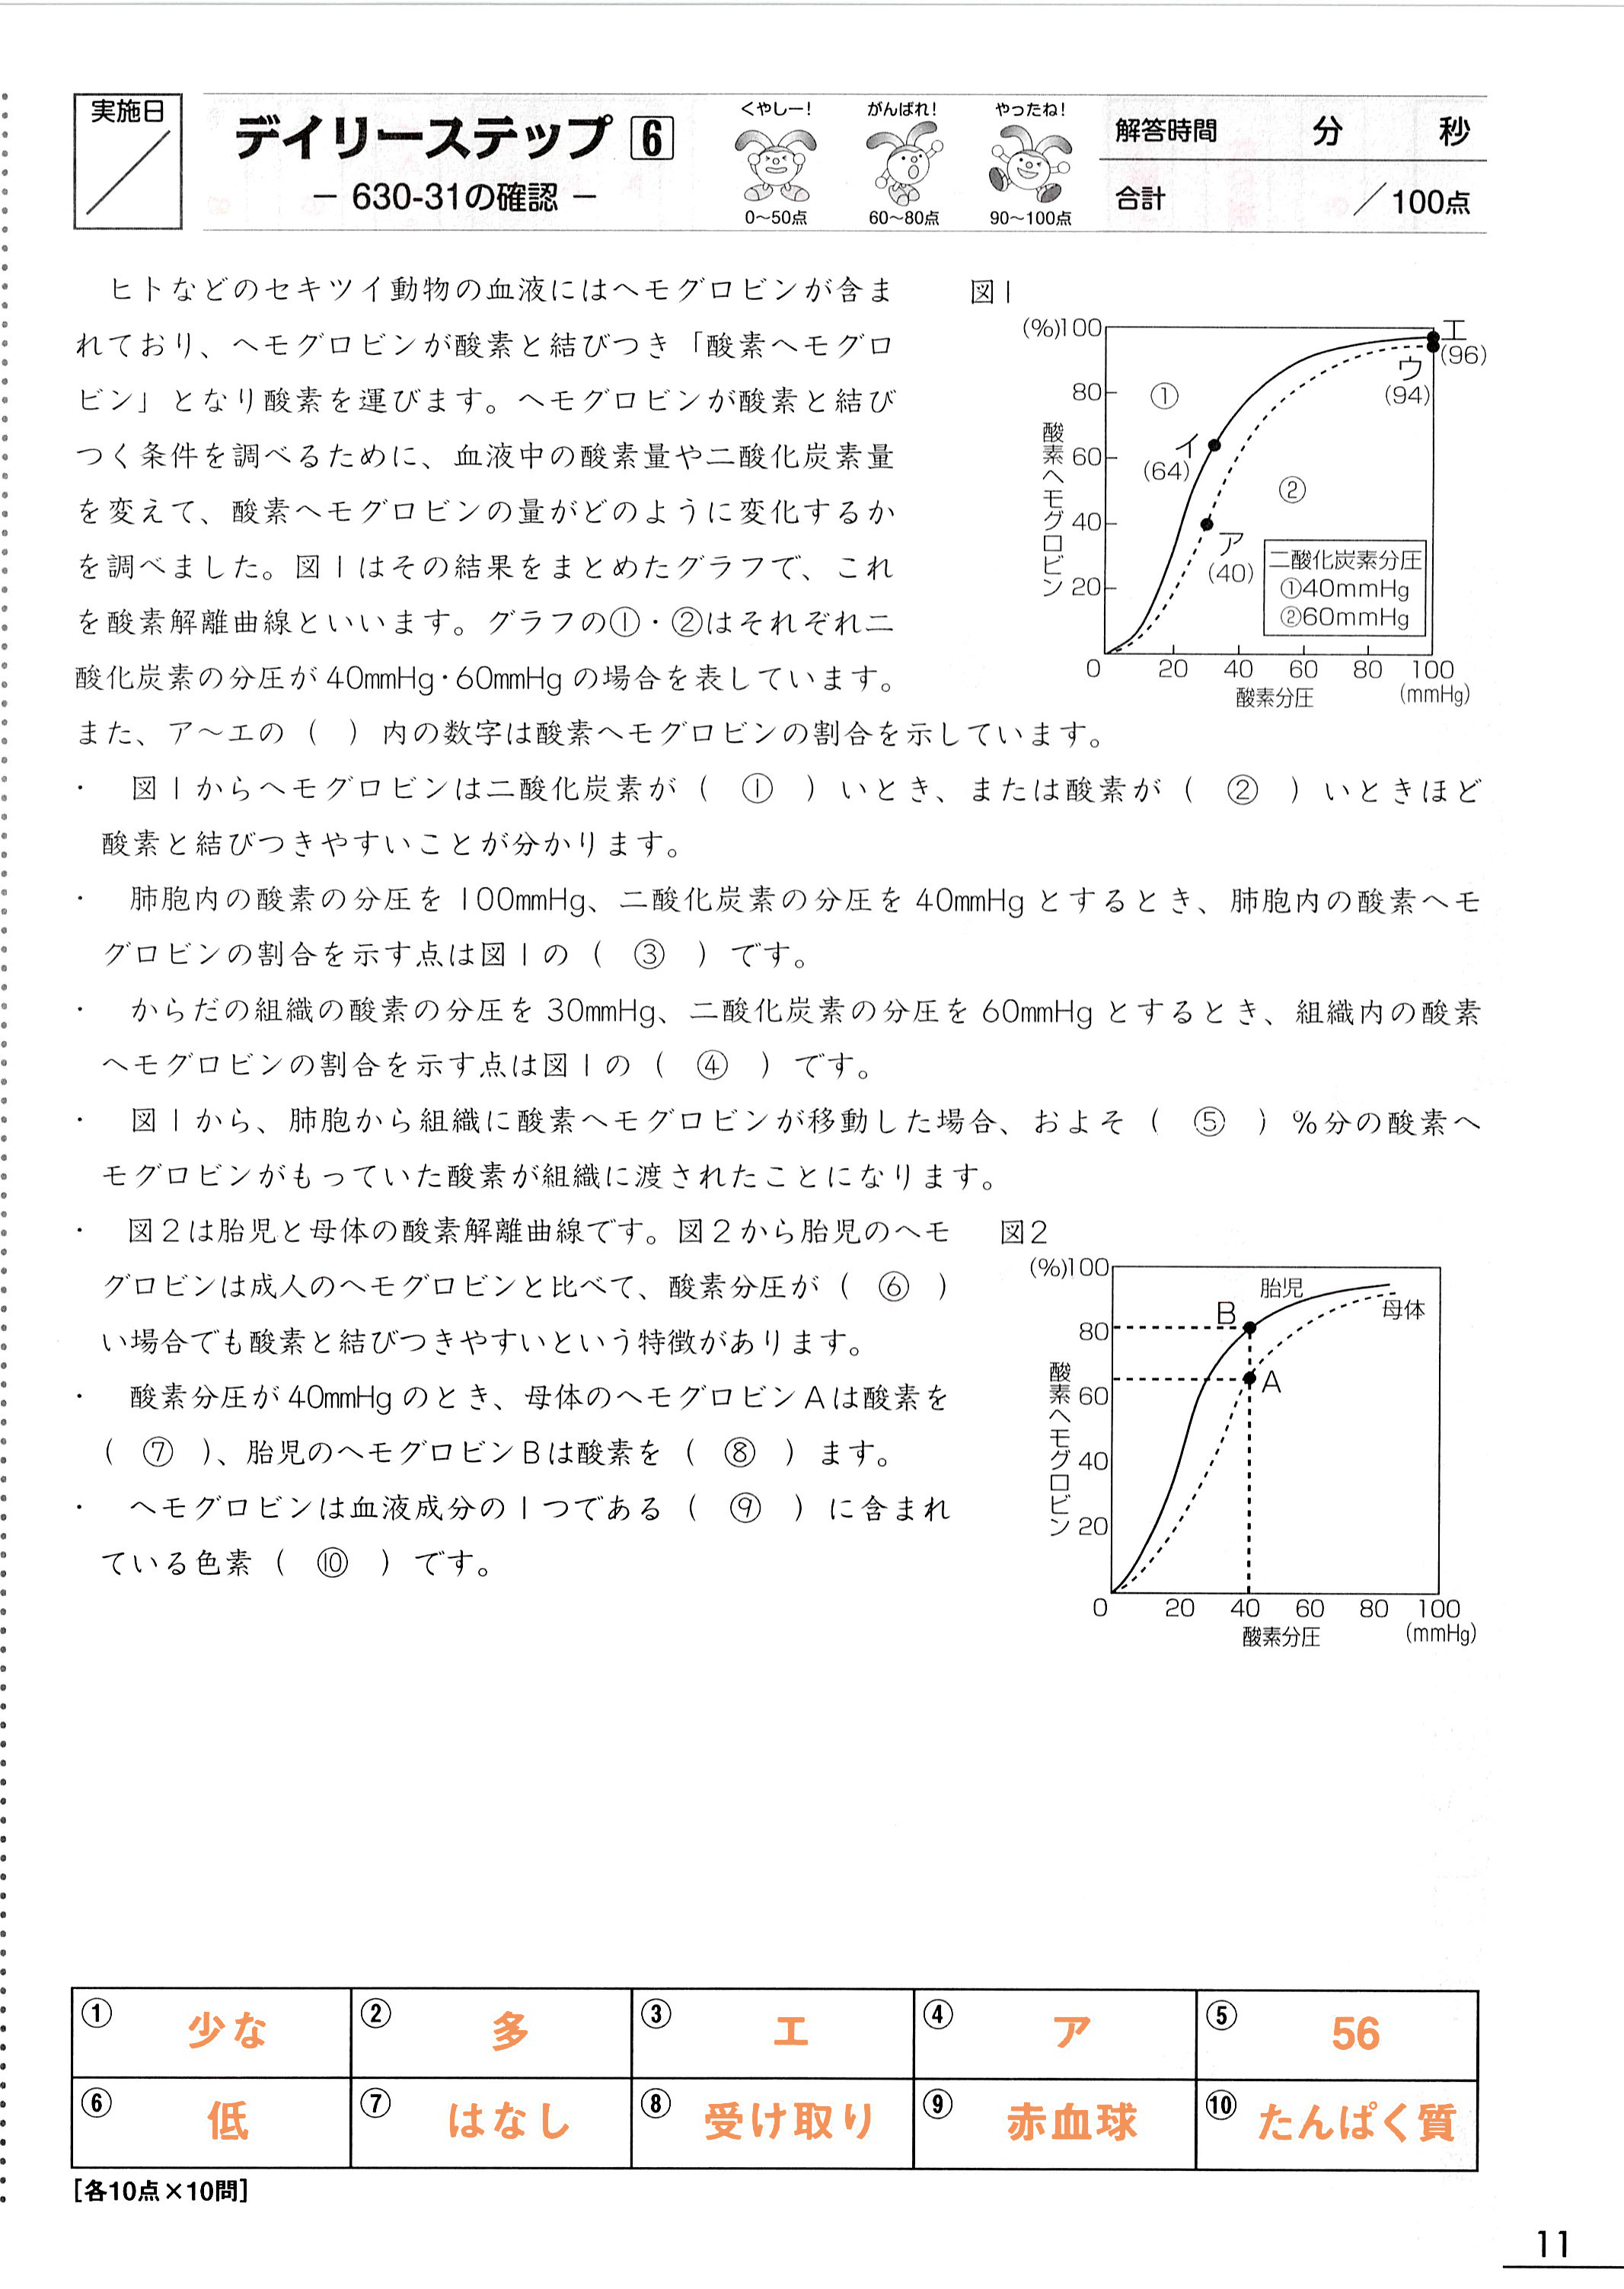 実施日
デイリーステップ 6
− 630-31の確認 −
くやしー！
0〜50点
がんばれ！
60〜80点
やったね！
90〜100点
解答時間　分　秒
合計　／100点
ヒトなどのセキツイ動物の血液にはヘモグロビンが含ま
れており、ヘモグロビンが酸素と結びつき「酸素ヘモグロ
ビン」となり酸素を運びます。ヘモグロビンが酸素と結び
つく条件を調べるために、血液中の酸素量や二酸化炭素量
を変えて、酸素ヘモグロビンの量がどのように変化するか
を調べました。図1はその結果をまとめたグラフで、これ
を酸素解離曲線といいます。グラフの①・②はそれぞれ二
酸化炭素の分圧が40mmHg・60mmHgの場合を表しています。
また、ア〜エの（　）内の数字は酸素ヘモグロビンの割合を示しています。
図1
(%)100
80
60
40
20
0
20
40
60
80
100
(mmHg)
酸素ヘモグロビン
酸素分圧
①
②
エ
(96)
ウ
(94)
イ
(64)
ア
(40)
二酸化炭素分圧
①40mmHg
②60mmHg
・　図1からヘモグロビンは二酸化炭素が（　①　）いとき、または酸素が（　②　）いときほど
酸素と結びつきやすいことが分かります。
・　肺胞内の酸素の分圧を100mmHg、二酸化炭素の分圧を40mmHgとするとき、肺胞内の酸素ヘモ
グロビンの割合を示す点は図1の（　③　）です。
・　からだの組織の酸素の分圧を30mmHg、二酸化炭素の分圧を60mmHgとするとき、組織内の酸素
ヘモグロビンの割合を示す点は図1の（　④　）です。
・　図1から、肺胞から組織に酸素ヘモグロビンが移動した場合、およそ（　⑤　）%分の酸素ヘ
モグロビンがもっていた酸素が組織に渡されたことになります。
・　図2は胎児と母体の酸素解離曲線です。図2から胎児のヘモ
グロビンは成人のヘモグロビンと比べて、酸素分圧が（　⑥　）
い場合でも酸素と結びつきやすいという特徴があります。
・　酸素分圧が40mmHgのとき、母体のヘモグロビンAは酸素を
（　⑦　）、胎児のヘモグロビンBは酸素を（　⑧　）ます。
・　ヘモグロビンは血液成分の1つである（　⑨　）に含まれ
ている色素（　⑩　）です。
図2
(%)100
80
60
40
20
0
20
40
60
80
100
(mmHg)
酸素ヘモグロビン
酸素分圧
胎児
母体
B
A
① 少な
② 多
③ エ
④ ア
⑤ 56
⑥ 低
⑦ はなし
⑧ 受け取り
⑨ 赤血球
⑩ たんぱく質
［各10点×10問］
11